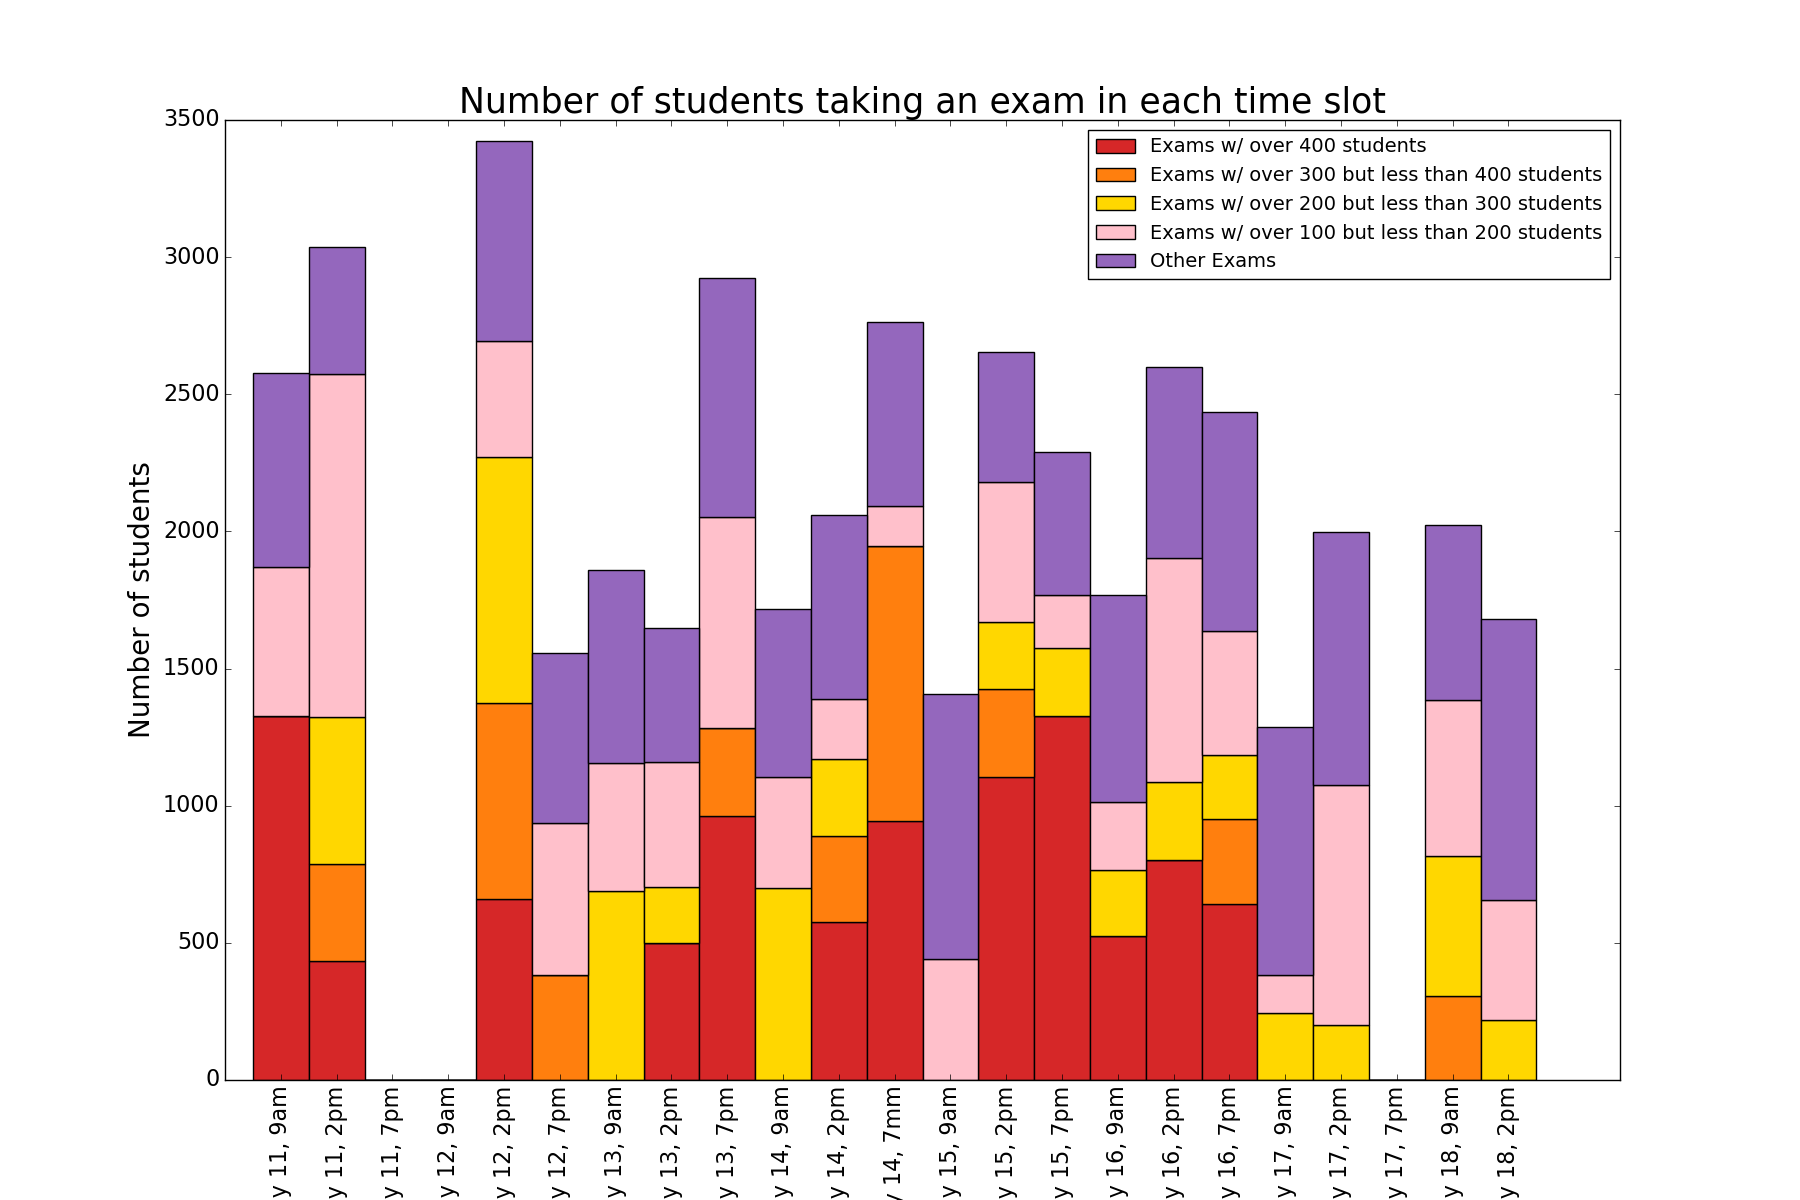 Number of students taking an exam in each time slot
Number of students
3500
3000
2500
2000
1500
1000
500
0
Exams w/ over 400 students
Exams w/ over 300 but less than 400 students
Exams w/ over 200 but less than 300 students
Exams w/ over 100 but less than 200 students
Other Exams
y 11, 9am
y 11, 2pm
y 11, 7pm
y 12, 9am
y 12, 2pm
y 12, 7pm
y 13, 9am
y 13, 2pm
y 13, 7pm
y 14, 9am
y 14, 2pm
y 14, 7mm
y 15, 9am
y 15, 2pm
y 15, 7pm
y 16, 9am
y 16, 2pm
y 16, 7pm
y 17, 9am
y 17, 2pm
y 17, 7pm
y 18, 9am
y 18, 2pm